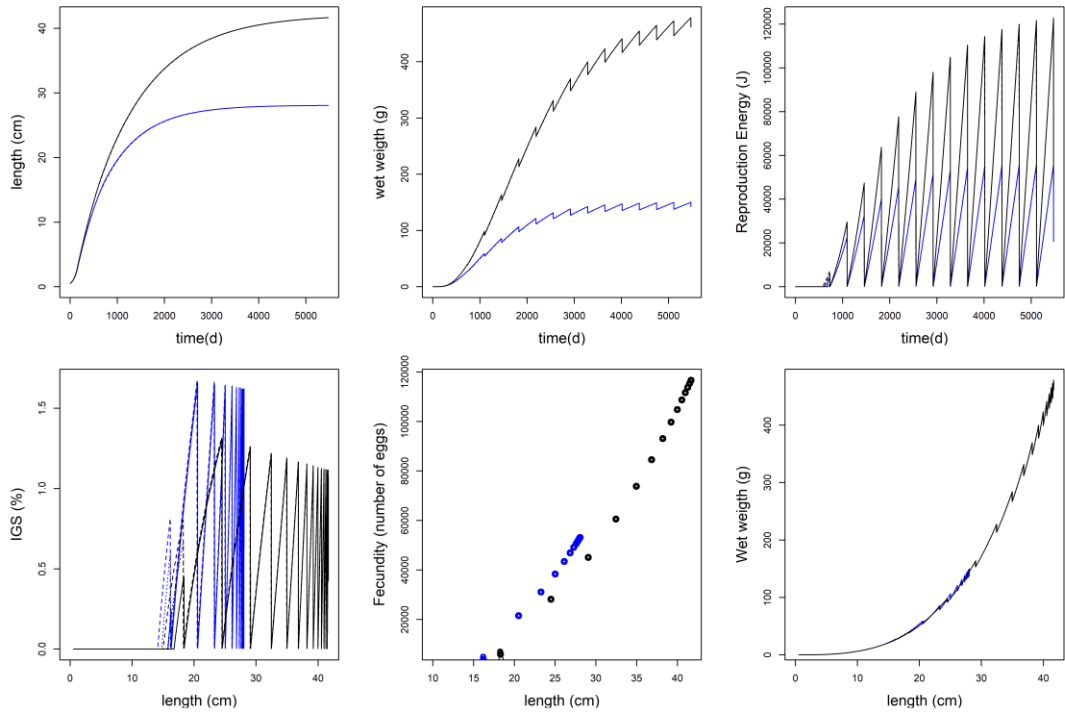 length (cm)
0 10 20 30 40
0 1000 2000 3000 4000 5000
time(d)
wet weigth (g)
0 100 200 300 400
0 1000 2000 3000 4000 5000
time(d)
Reproduction Energy (J)
0 20000 40000 60000 80000 100000 120000
0 1000 2000 3000 4000 5000
time(d)
IGS (%)
0.0 0.5 1.0 1.5
0 10 20 30 40
length (cm)
Fecundity (number of eggs)
20000 40000 60000 80000 100000 120000
10 15 20 25 30 35 40
length (cm)
Wet weigth (g)
0 100 200 300 400
0 10 20 30 40
length (cm)